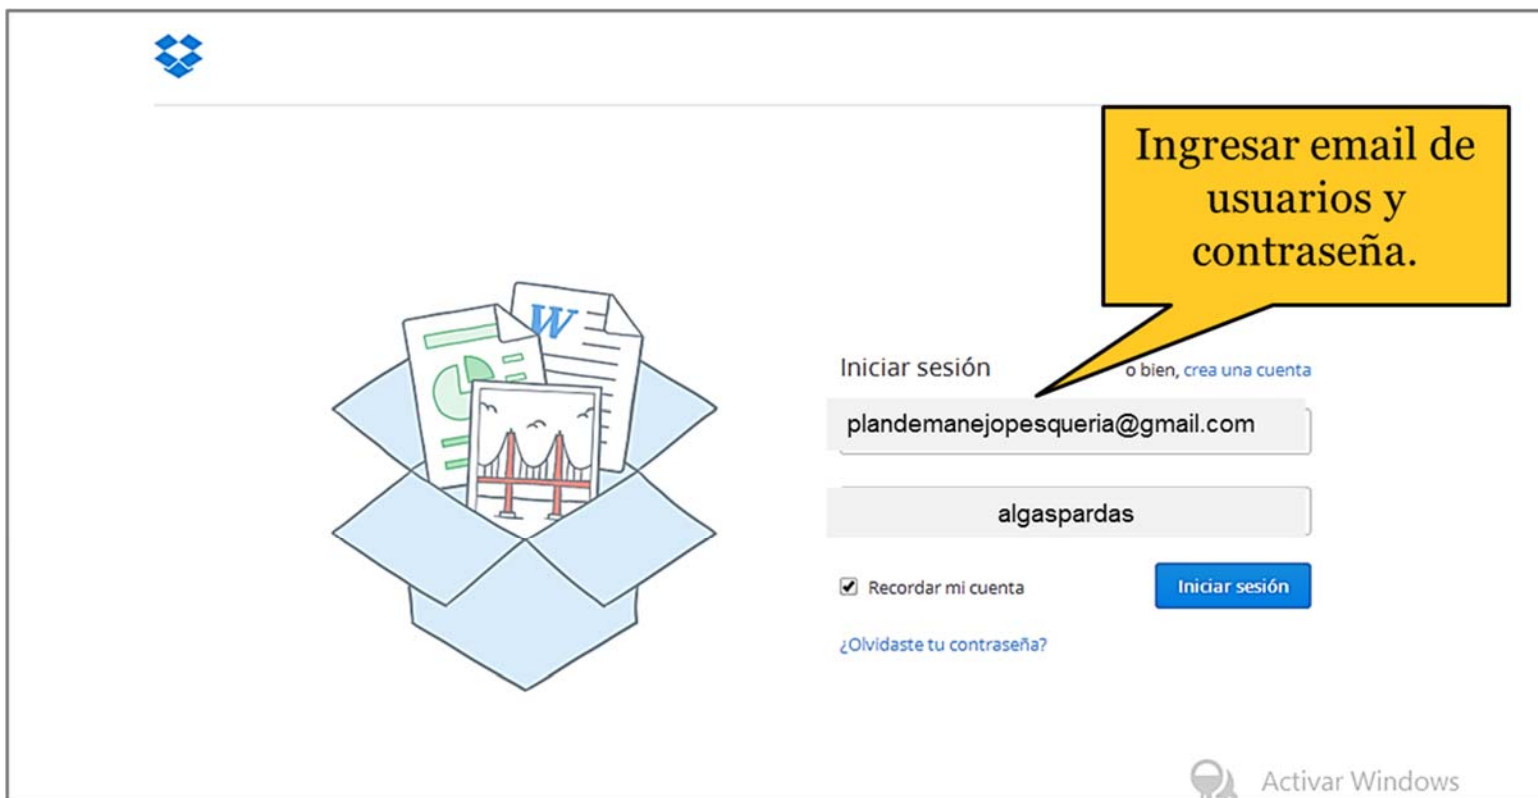 Ingresar email de
usuarios y
contraseña.
W
Iniciar sesión
o bien, crea una cuenta
plandemanejopesqueria@gmail.com
algaspardas
Recordar mi cuenta
Iniciar sesión
¿Olvidaste tu contraseña?
Activar Windows